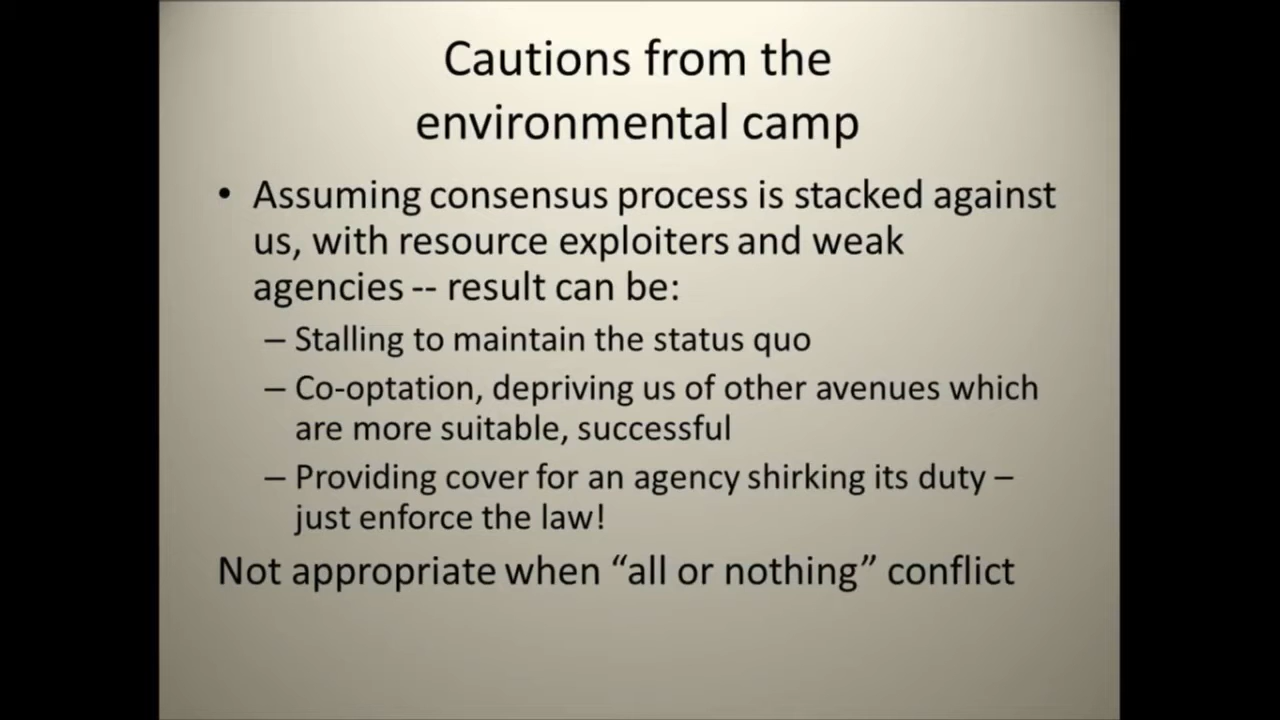 Cautions from the
environmental camp
• Assuming consensus process is stacked against
us, with resource exploiters and weak
agencies -- result can be:
– Stalling to maintain the status quo
– Co-optation, depriving us of other avenues which
are more suitable, successful
– Providing cover for an agency shirking its duty –
just enforce the law!
Not appropriate when “all or nothing” conflict